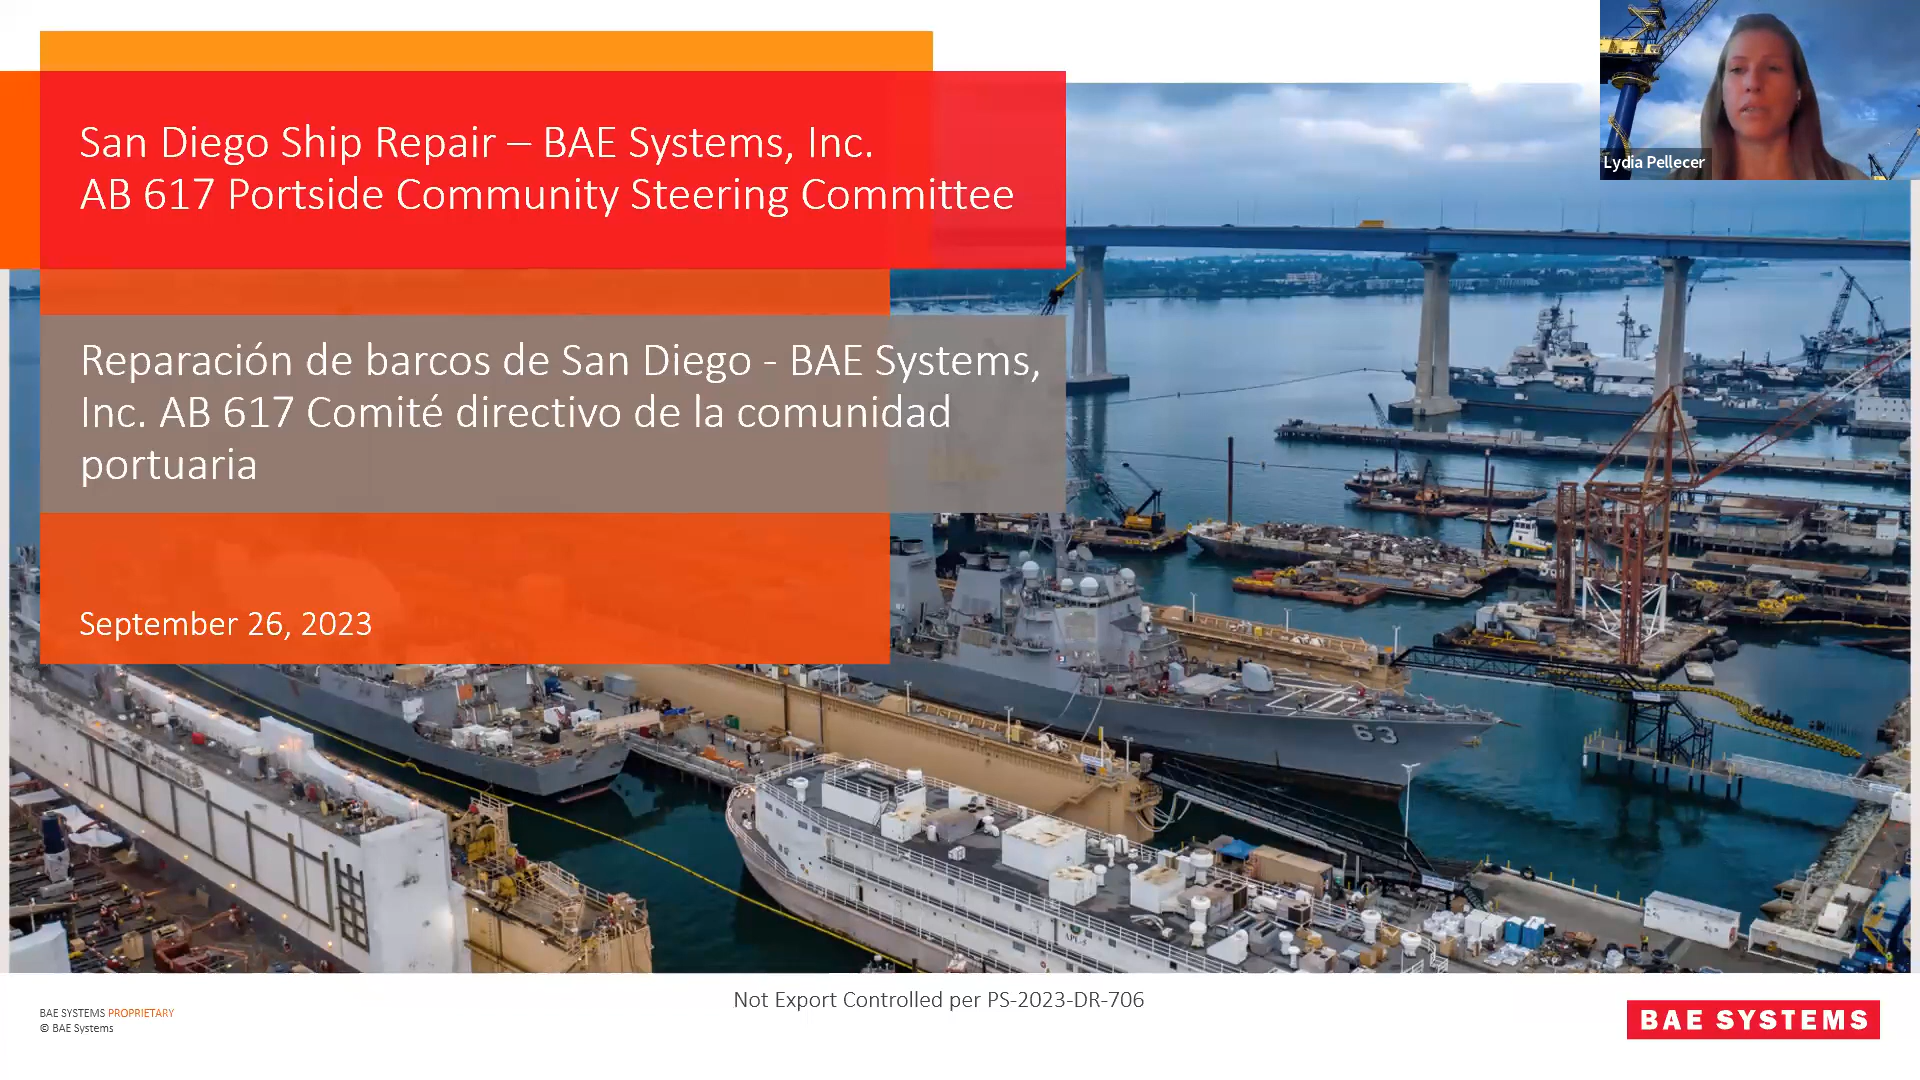 San Diego Ship Repair – BAE Systems, Inc.
AB 617 Portside Community Steering Committee
Lydia Pellecer
Reparación de barcos de San Diego - BAE Systems,
Inc. AB 617 Comité directivo de la comunidad
portuaria
September 26, 2023
63
APL-5
Not Export Controlled per PS-2023-DR-706
BAE SYSTEMS PROPRIETARY
© BAE Systems
BAE SYSTEMS